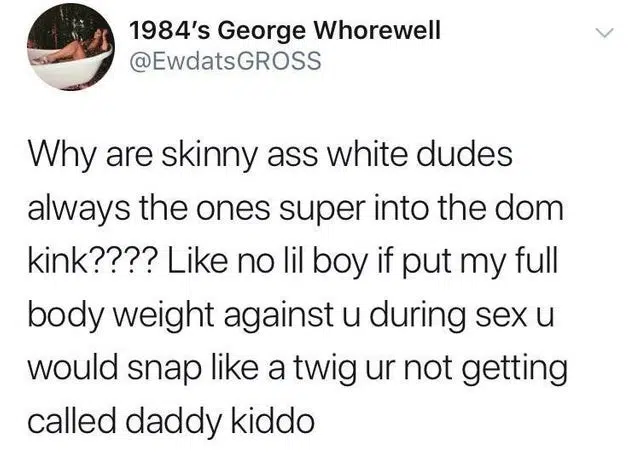 1984's George Whorewell
@EwdatsGROSS
Why are skinny ass white dudes
always the ones super into the dom
kink???? Like no lil boy if put my full
body weight against u during sex u
would snap like a twig ur not getting
called daddy kiddo